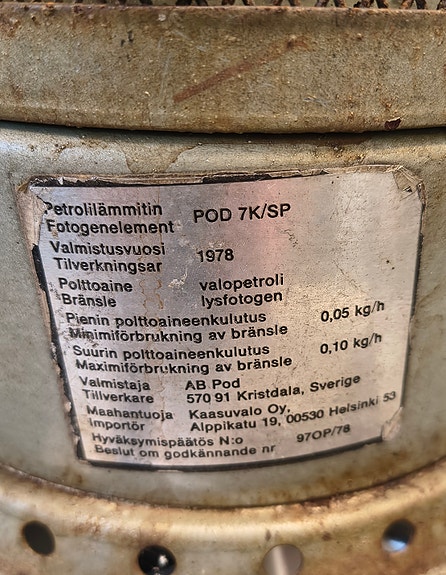 Petrolilämmitin
Fotogenelement POD 7K/SP
Valmistusvuosi
Tilverkningsar 1978
Polttoaine valopetroli
Bränsle lysfotogen
Pienin polttoaineenkulutus 0,05 kg/h
Minimiförbrukning av bränsle
Suurin polttoaineenkulutus 0,10 kg/h
Maximiförbrukning av bränsle
Valmistaja AB Pod
Tillverkare 570 91 Kristdala, Sverige
Maahantuoja Kaasuvalo Oy,
Importör Alppikatu 19, 00530 Helsinki 53
Hyväksymispäätös N:o 97OP/78
Beslut om godkännande nr